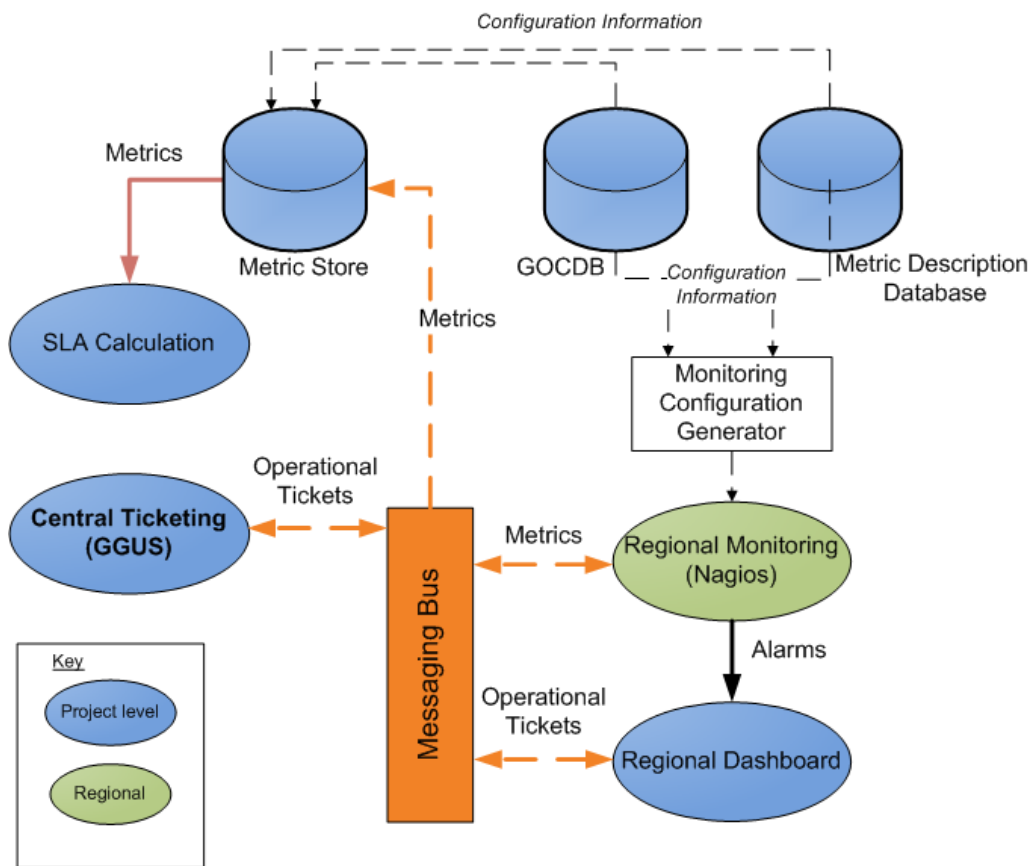 Configuration Information
Metrics
Metric Store
GOCDB
Configuration
Information
Metric Description
Database
Metrics
SLA Calculation
Monitoring
Configuration
Generator
Operational
Tickets
Central Ticketing
(GGUS)
Messaging Bus
Metrics
Regional Monitoring
(Nagios)
Alarms
Operational
Tickets
Regional Dashboard
Key
Project level
Regional